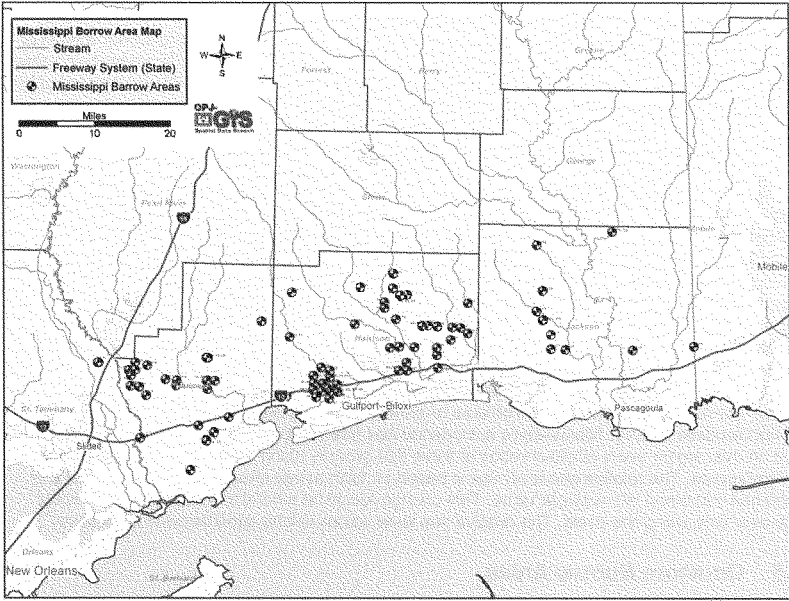 Mississippi Borrow Area Map
Stream
Freeway System (State)
Mississippi Barrow Areas
N
W E
S
Miles
0 10 20
GIS
Forrest
Perry
Greene
Washington
Pearl River
Stone
George
Mobile
Mobile
Harrison
Jackson
Hancock
St. Tammany
Slidell
Gulfport-Biloxi
Pascagoula
Orleans
New Orleans
St. Bernard